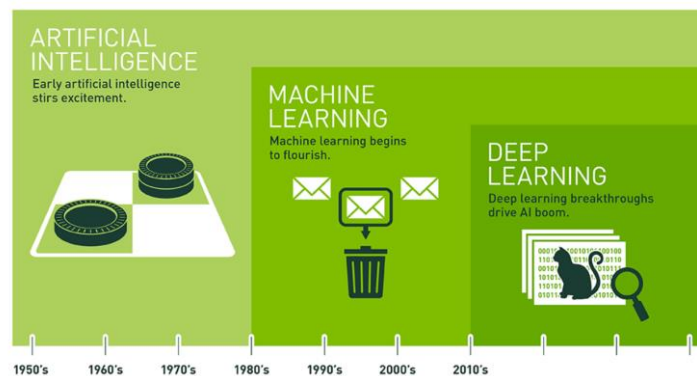 ARTIFICIAL
INTELLIGENCE
Early artificial intelligence
stirs excitement.
MACHINE
LEARNING
Machine learning begins
to flourish.
DEEP
LEARNING
Deep learning breakthroughs
drive AI boom.
1950's 1960's 1970's 1980's 1990's 2000's 2010's